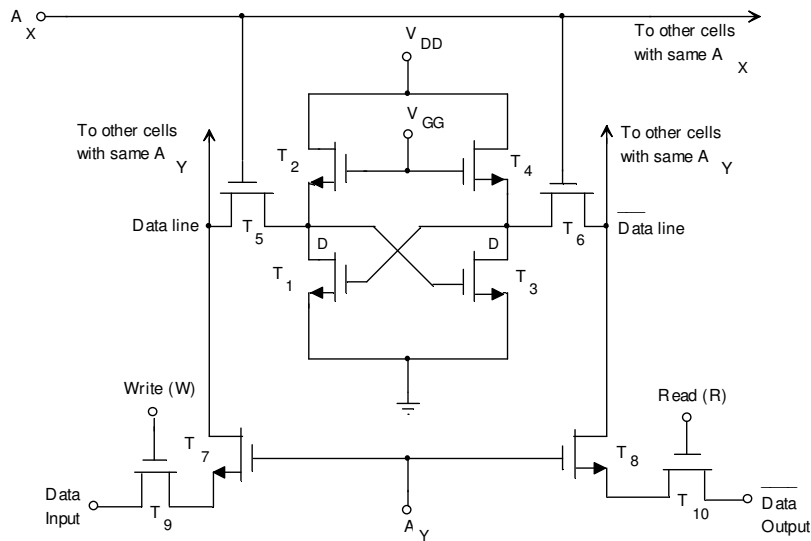 A X
To other cells
with same A X
V DD
V GG
To other cells
with same A Y
To other cells
with same A Y
T 2
T 4
Data line
T 5
D
D
T 6
Data line
T 1
T 3
Write (W)
Read (R)
T 7
T 8
Data
Input
T 9
A Y
T 10
Data
Output